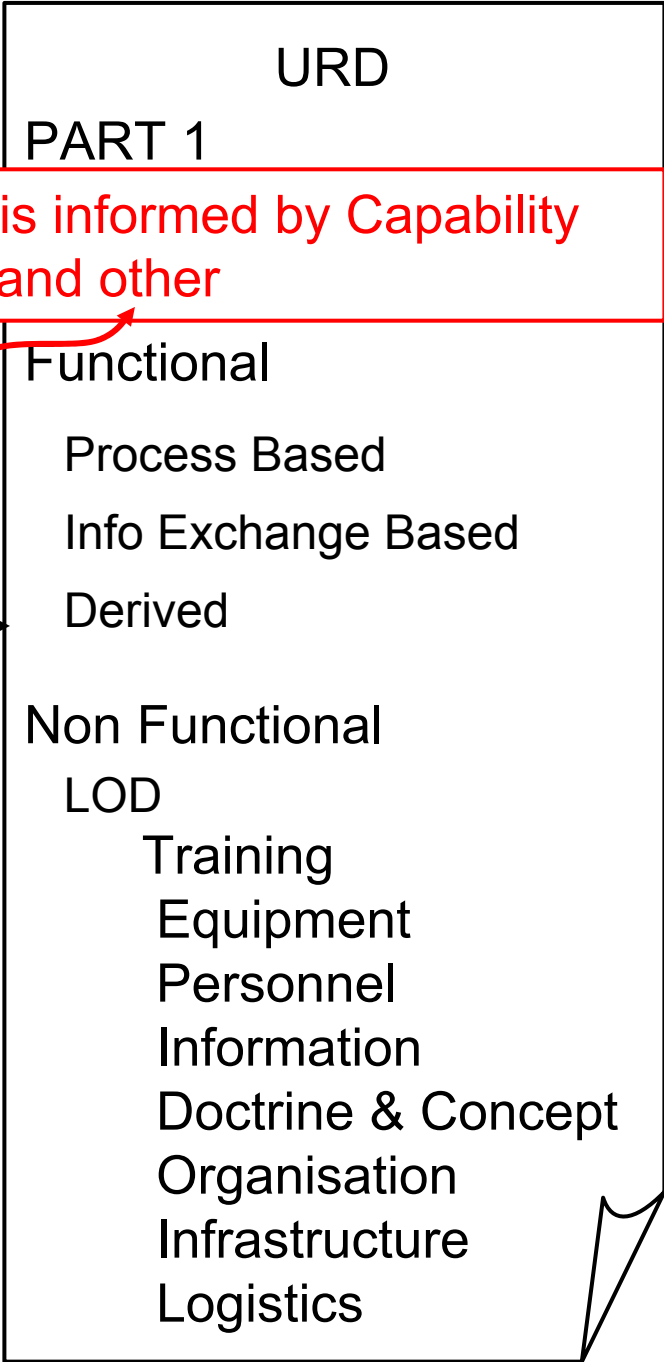 URD
PART 1
is informed by Capability
and other
Functional
Process Based
Info Exchange Based
Derived
Non Functional
LOD
Training
Equipment
Personnel
Information
Doctrine & Concept
Organisation
Infrastructure
Logistics